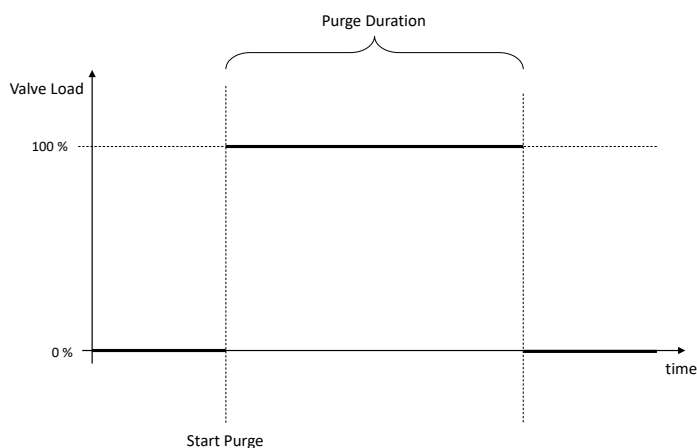 Purge Duration
Valve Load
100 %
0 %
time
Start Purge